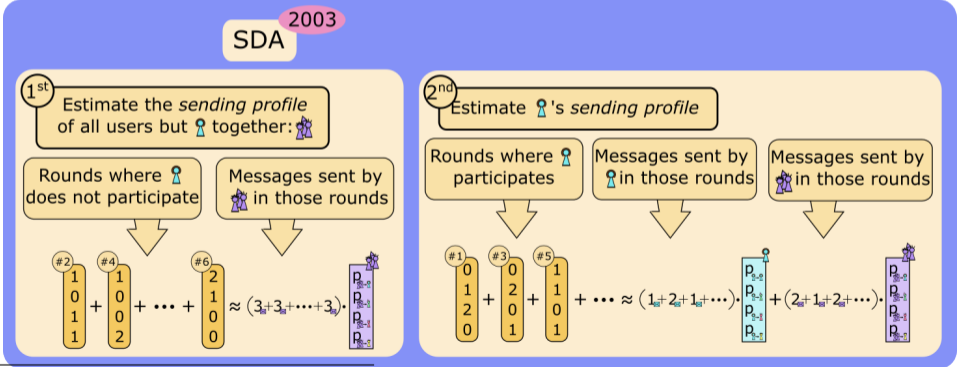 SDA
2003
1st
Estimate the sending profile
of all users but together:
Rounds where
does not participate
Messages sent by
in those rounds
#2 #4 #6
1 1 2
0 0 1
1 0 0
1 2 0
+ + ••• + ≈ (3+3+•••+3)·
p
p
p
p
2nd
Estimate 's sending profile
Rounds where
participates
Messages sent by
in those rounds
Messages sent by
in those rounds
#1 #3 #5
0 0 1
1 2 1
2 0 0
0 1 1
+ + + ••• ≈ (1+2+1+•••)· +(2+1+2+•••)·
p p
p p
p p
p p